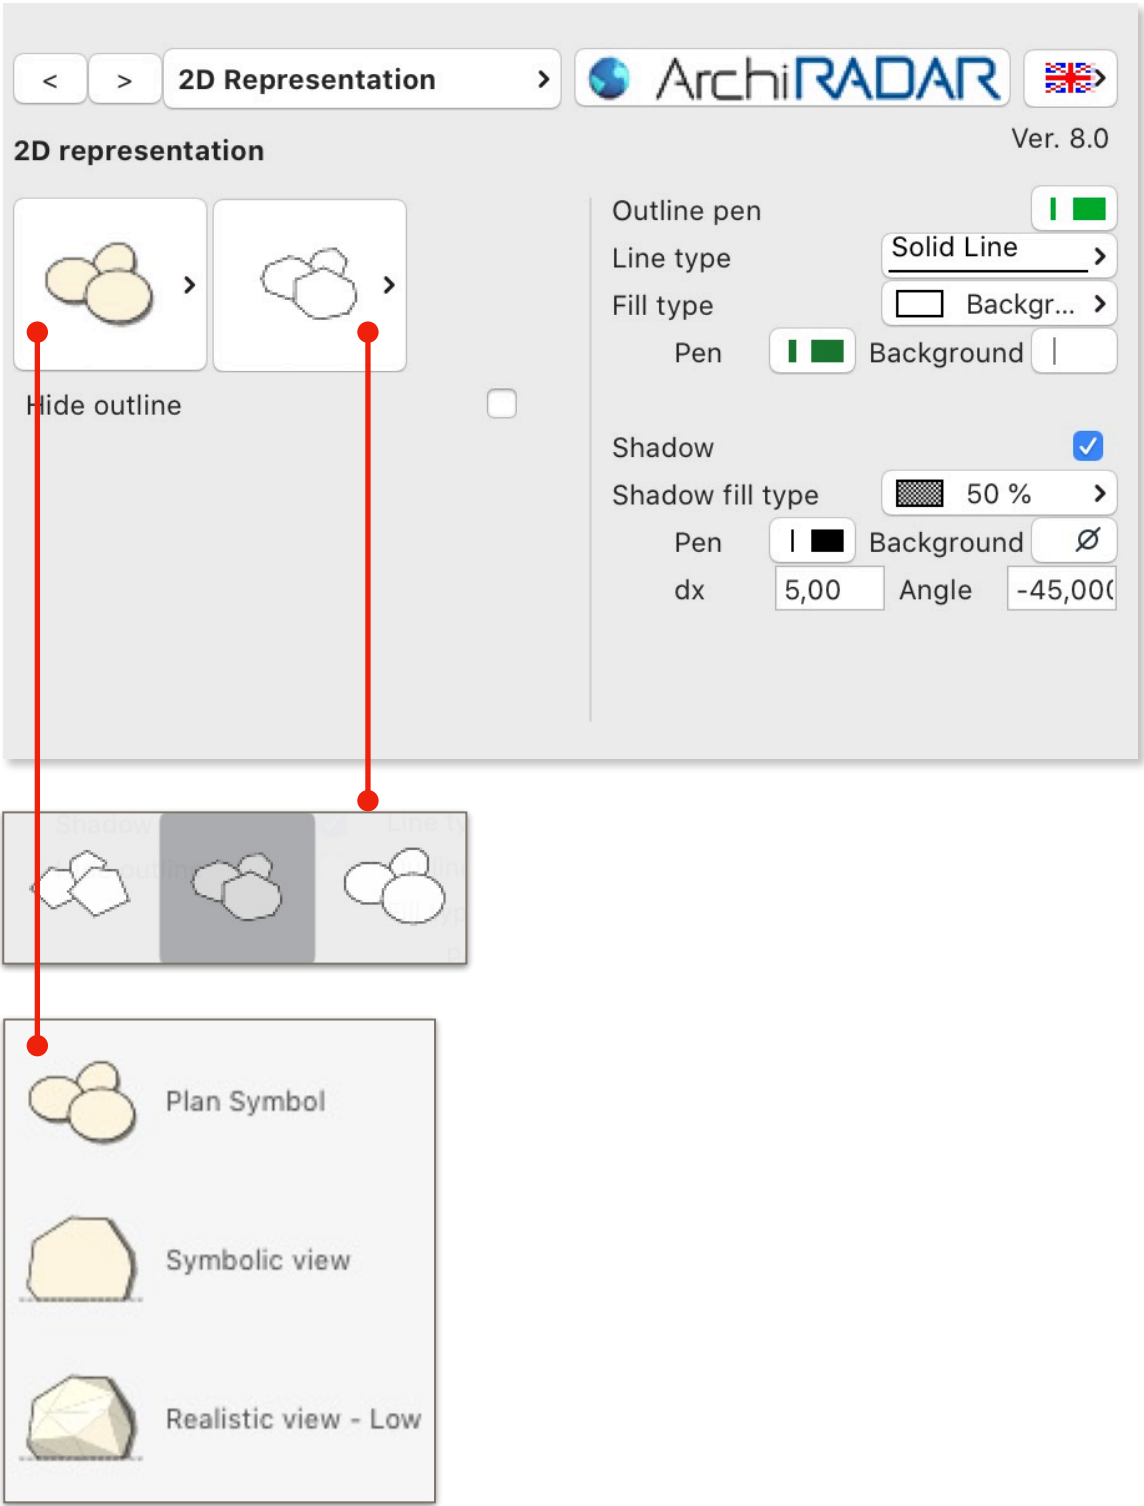 < > 2D Representation > ArchiRADAR >
Ver. 8.0
2D representation
Outline pen
Line type Solid Line >
Fill type Backgr... >
Pen Background
Hide outline
Shadow
Shadow fill type 50 % >
Pen Background
dx 5,00 Angle -45,00
Plan Symbol
Symbolic view
Realistic view - Low